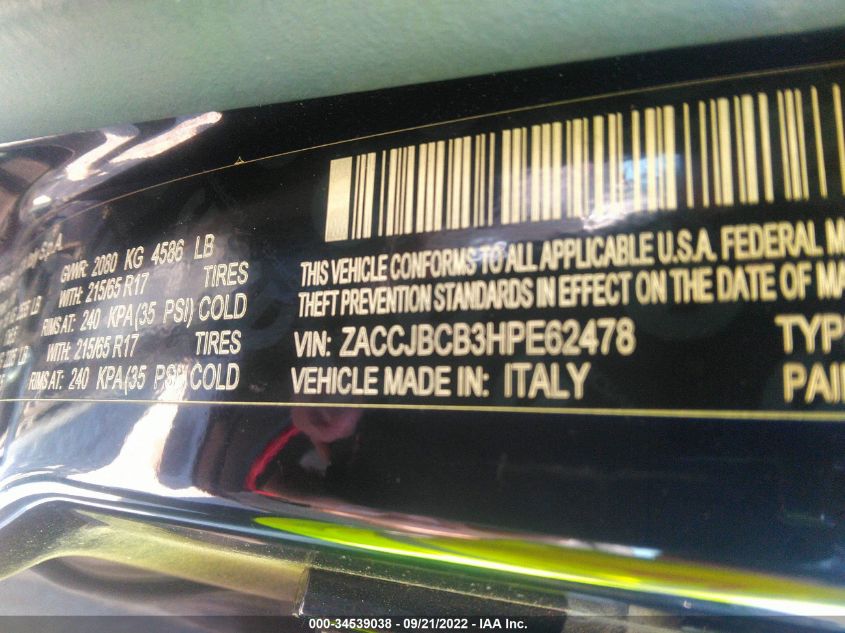 GVWR: 2080 KG 4586 LB
WITH: 215/65 R17 TIRES
RIMS AT: 240 KPA(35 PSI) COLD
WITH: 215/65 R17 TIRES
RIMS AT: 240 KPA(35 PSI) COLD
THIS VEHICLE CONFORMS TO ALL APPLICABLE U.S.A. FEDERAL M
THEFT PREVENTION STANDARDS IN EFFECT ON THE DATE OF MA
VIN: ZACCJBCB3HPE62478 TYP
VEHICLE MADE IN: ITALY PAI
000-34539038 - 09/21/2022 - IAA Inc.